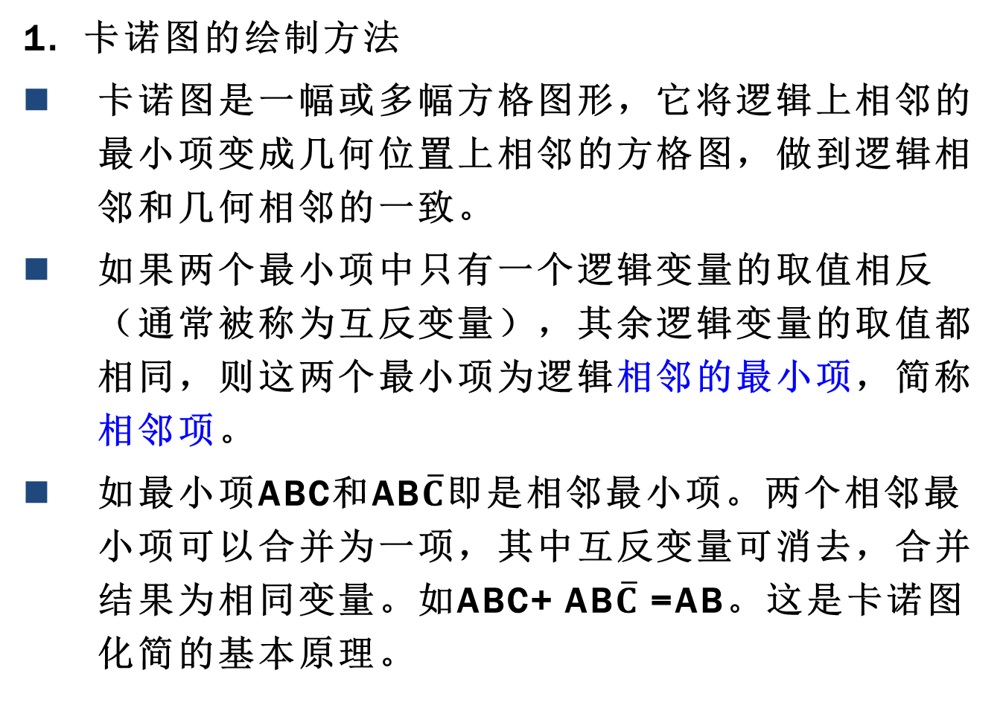 1. 卡诺图的绘制方法
■ 卡诺图是一幅或多幅方格图形，它将逻辑上相邻的
最小项变成几何位置上相邻的方格图，做到逻辑相
邻和几何相邻的一致。
■ 如果两个最小项中只有一个逻辑变量的取值相反
（通常被称为互反变量），其余逻辑变量的取值都
相同，则这两个最小项为逻辑相邻的最小项，简称
相邻项。
■ 如最小项ABC和ABC̅即是相邻最小项。两个相邻最
小项可以合并为一项，其中互反变量可消去，合并
结果为相同变量。如ABC+ ABC̅ =AB。这是卡诺图
化简的基本原理。